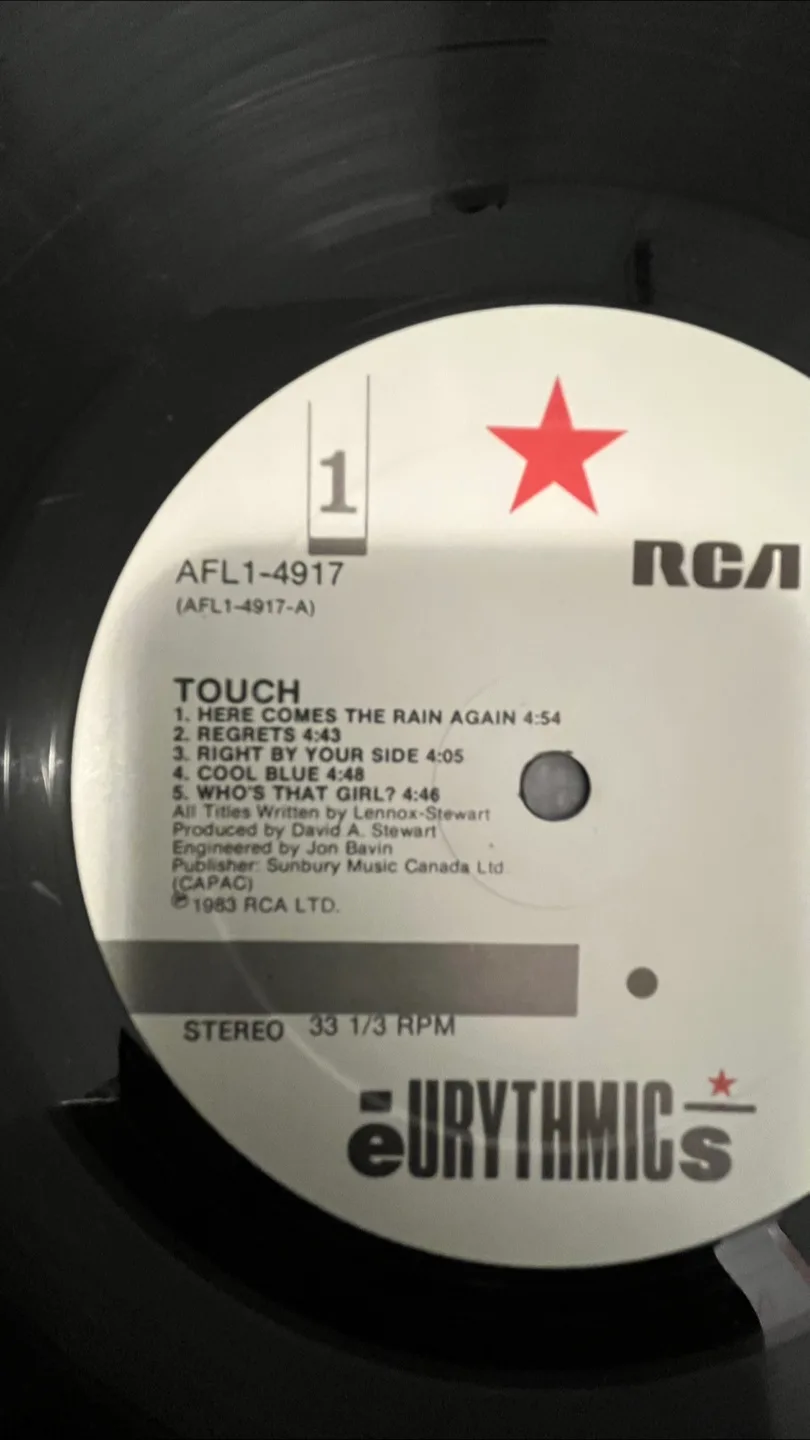 1
RCA
AFL1-4917
(AFL1-4917-A)
TOUCH
1. HERE COMES THE RAIN AGAIN 4:54
2. REGRETS 4:43
3. RIGHT BY YOUR SIDE 4:05
4. COOL BLUE 4:48
5. WHO'S THAT GIRL? 4:46
All Titles Written by Lennox-Stewart
Produced by David A. Stewart
Engineered by Jon Bavin
Publisher: Sunbury Music Canada Ltd.
(CAPAC)
℗ 1983 RCA LTD.
STEREO 33 1/3 RPM
eURYTHMICs